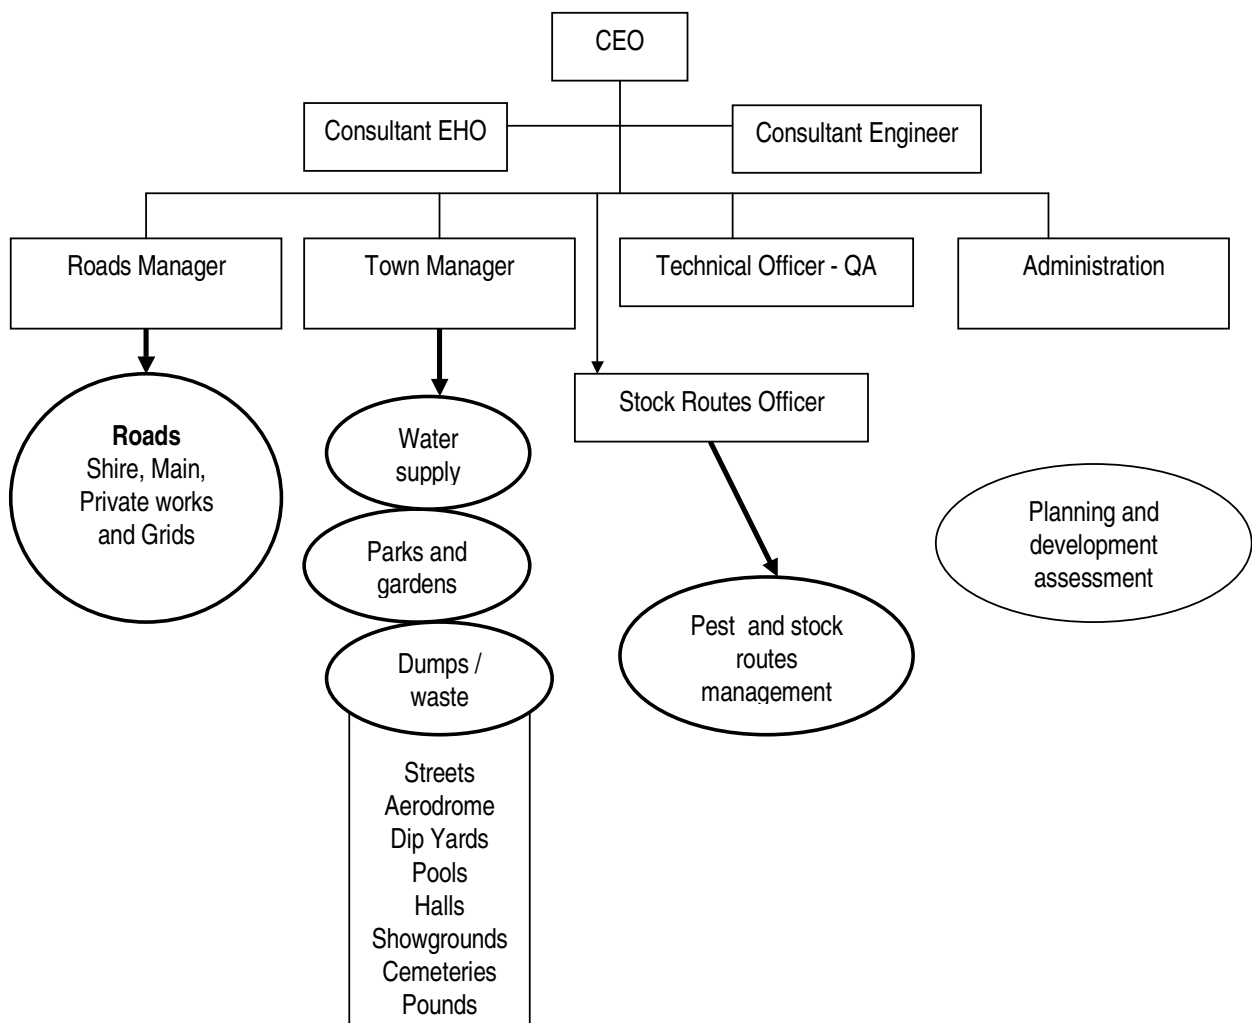 CEO
Consultant EHO
Consultant Engineer
Roads Manager
Town Manager
Technical Officer - QA
Administration
Stock Routes Officer
Roads
Shire, Main,
Private works
and Grids
Water
supply
Parks and
gardens
Dumps /
waste
Streets
Aerodrome
Dip Yards
Pools
Halls
Showgrounds
Cemeteries
Pounds
Pest and stock
routes
management
Planning and
development
assessment